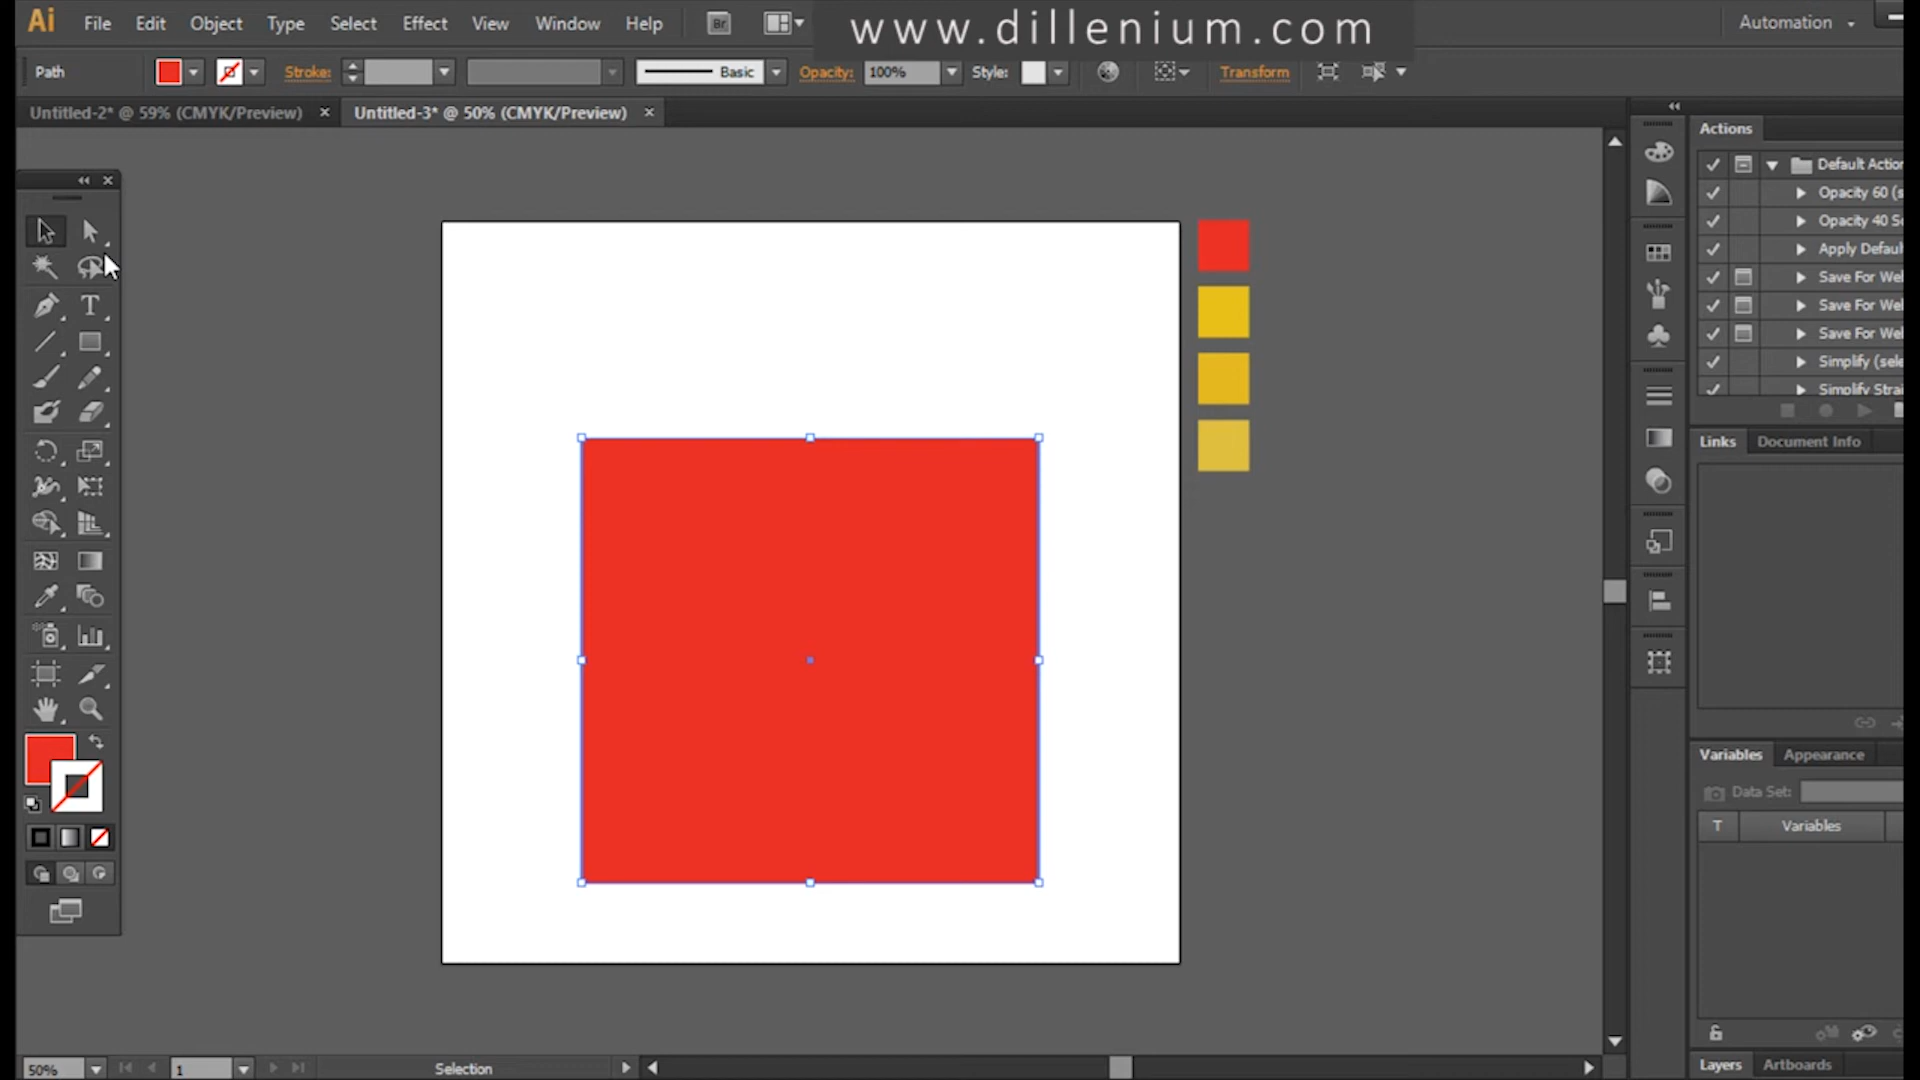 Ai File Edit Object Type Select Effect View Window Help Br www.dillenium.com Automation
Path Stroke: Basic Opacity: 100% Style: Transform
Untitled-2* @ 59% (CMYK/Preview) × Untitled-3* @ 50% (CMYK/Preview) ×
Actions
Default Action
Opacity 60 (s
Opacity 40 Se
Apply Defaul
Save For Wel
Save For Wel
Save For Wel
Simplify (sele
Simplify Strai
Links Document Info
Variables Appearance
Data Set:
T Variables
Layers Artboards
50% 1 Selection